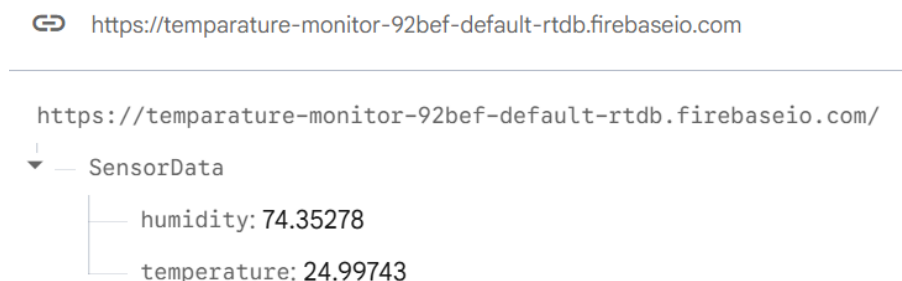 https://temparature-monitor-92bef-default-rtdb.firebaseio.com
https://temparature-monitor-92bef-default-rtdb.firebaseio.com/
SensorData
humidity: 74.35278
temperature: 24.99743